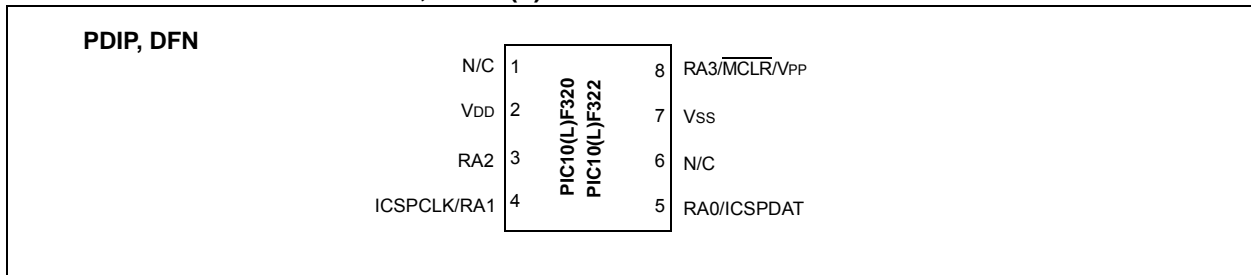 PDIP, DFN
N/C 1
VDD 2
RA2 3
ICSPCLK/RA1 4
PIC10(L)F320
PIC10(L)F322
8 RA3/MCLR/VPP
7 VSS
6 N/C
5 RA0/ICSPDAT